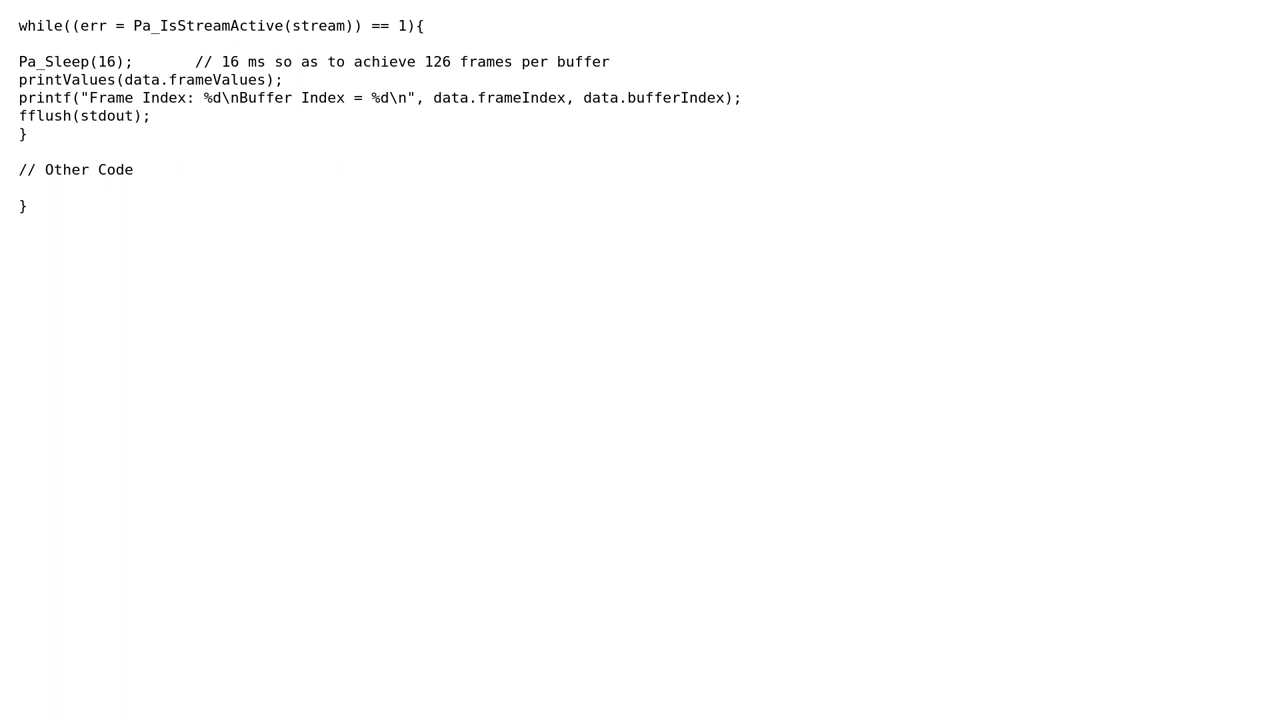 while((err = Pa_IsStreamActive(stream)) == 1){
Pa_Sleep(16);       // 16 ms so as to achieve 126 frames per buffer
printValues(data.frameValues);
printf("Frame Index: %d\nBuffer Index = %d\n", data.frameIndex, data.bufferIndex);
fflush(stdout);
}
// Other Code
}